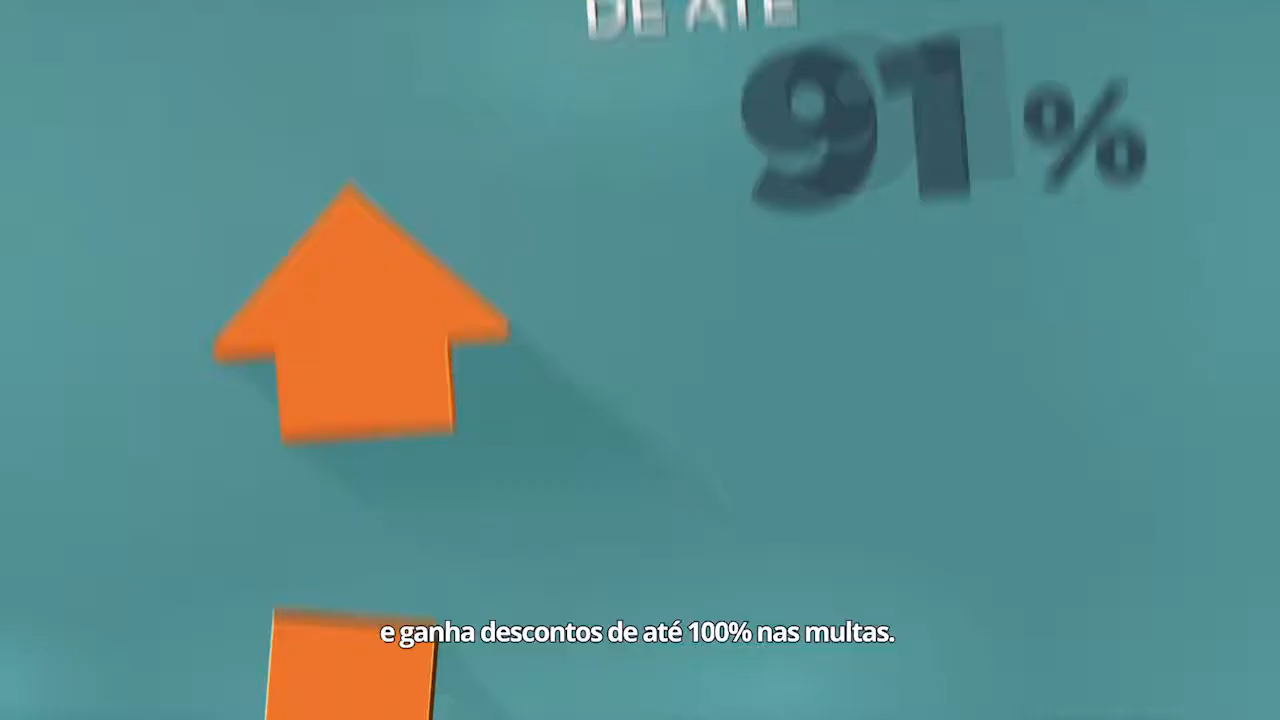 DE ATÉ
91%
e ganha descontos de até 100% nas multas.